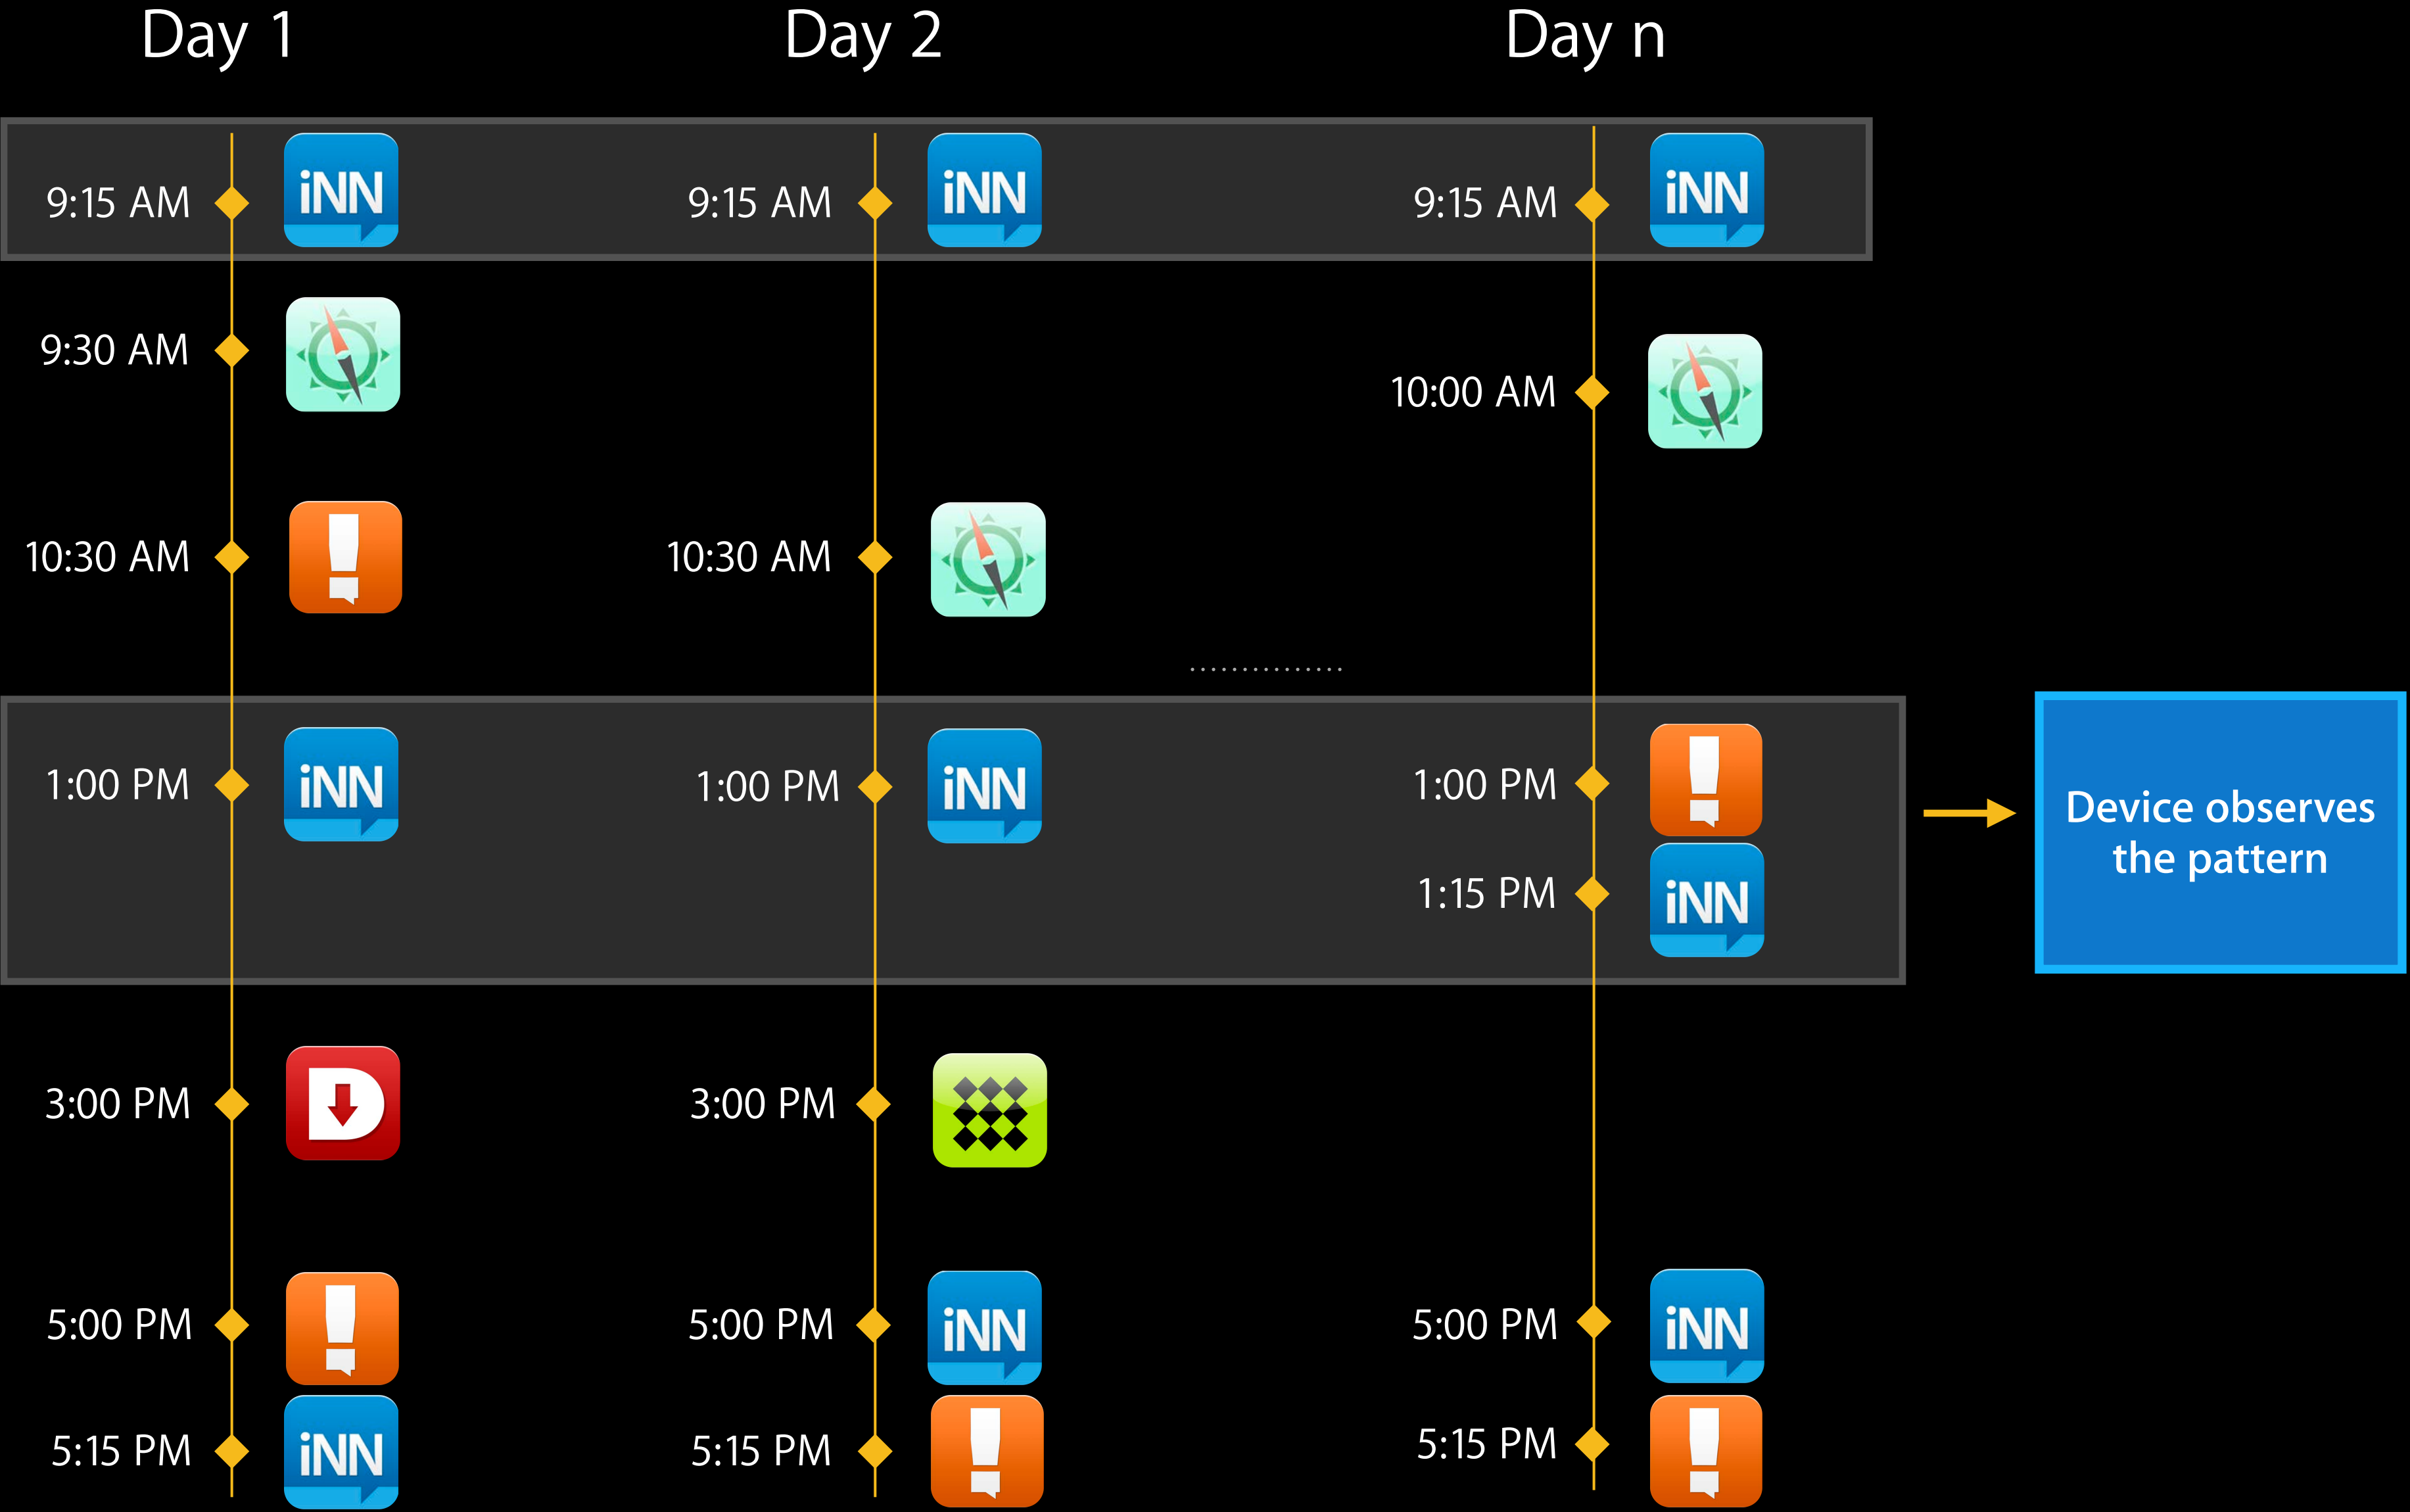 Day 1
Day 2
Day n
9:15 AM
iNN
9:15 AM
iNN
9:15 AM
iNN
9:30 AM
10:00 AM
10:30 AM
!
10:30 AM
...............
1:00 PM
iNN
1:00 PM
iNN
1:00 PM
!
1:15 PM
iNN
Device observes
the pattern
3:00 PM
D
3:00 PM
5:00 PM
!
5:00 PM
iNN
5:00 PM
iNN
5:15 PM
iNN
5:15 PM
!
5:15 PM
!